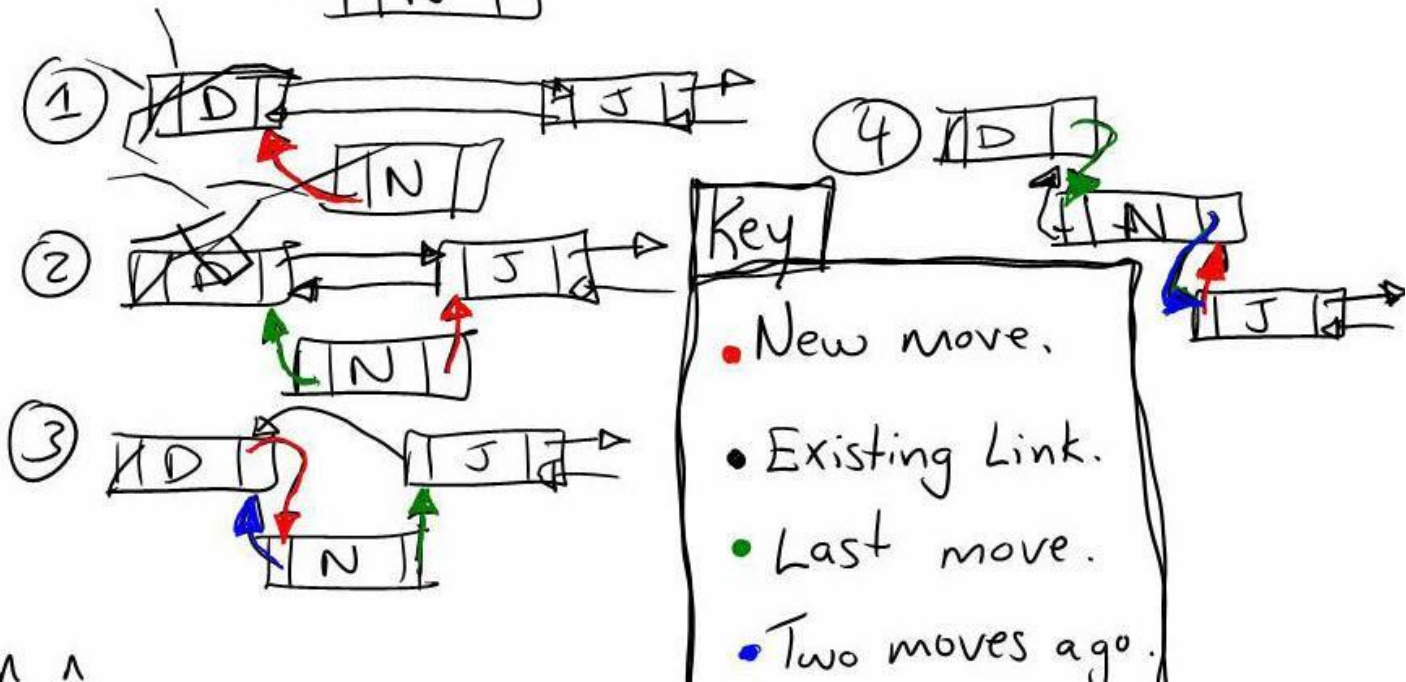 N
1
D
J
N
2
D
J
N
3
D
J
N
4
D
N
J
Key
• New move.
• Existing Link.
• Last move.
• Two moves ago.